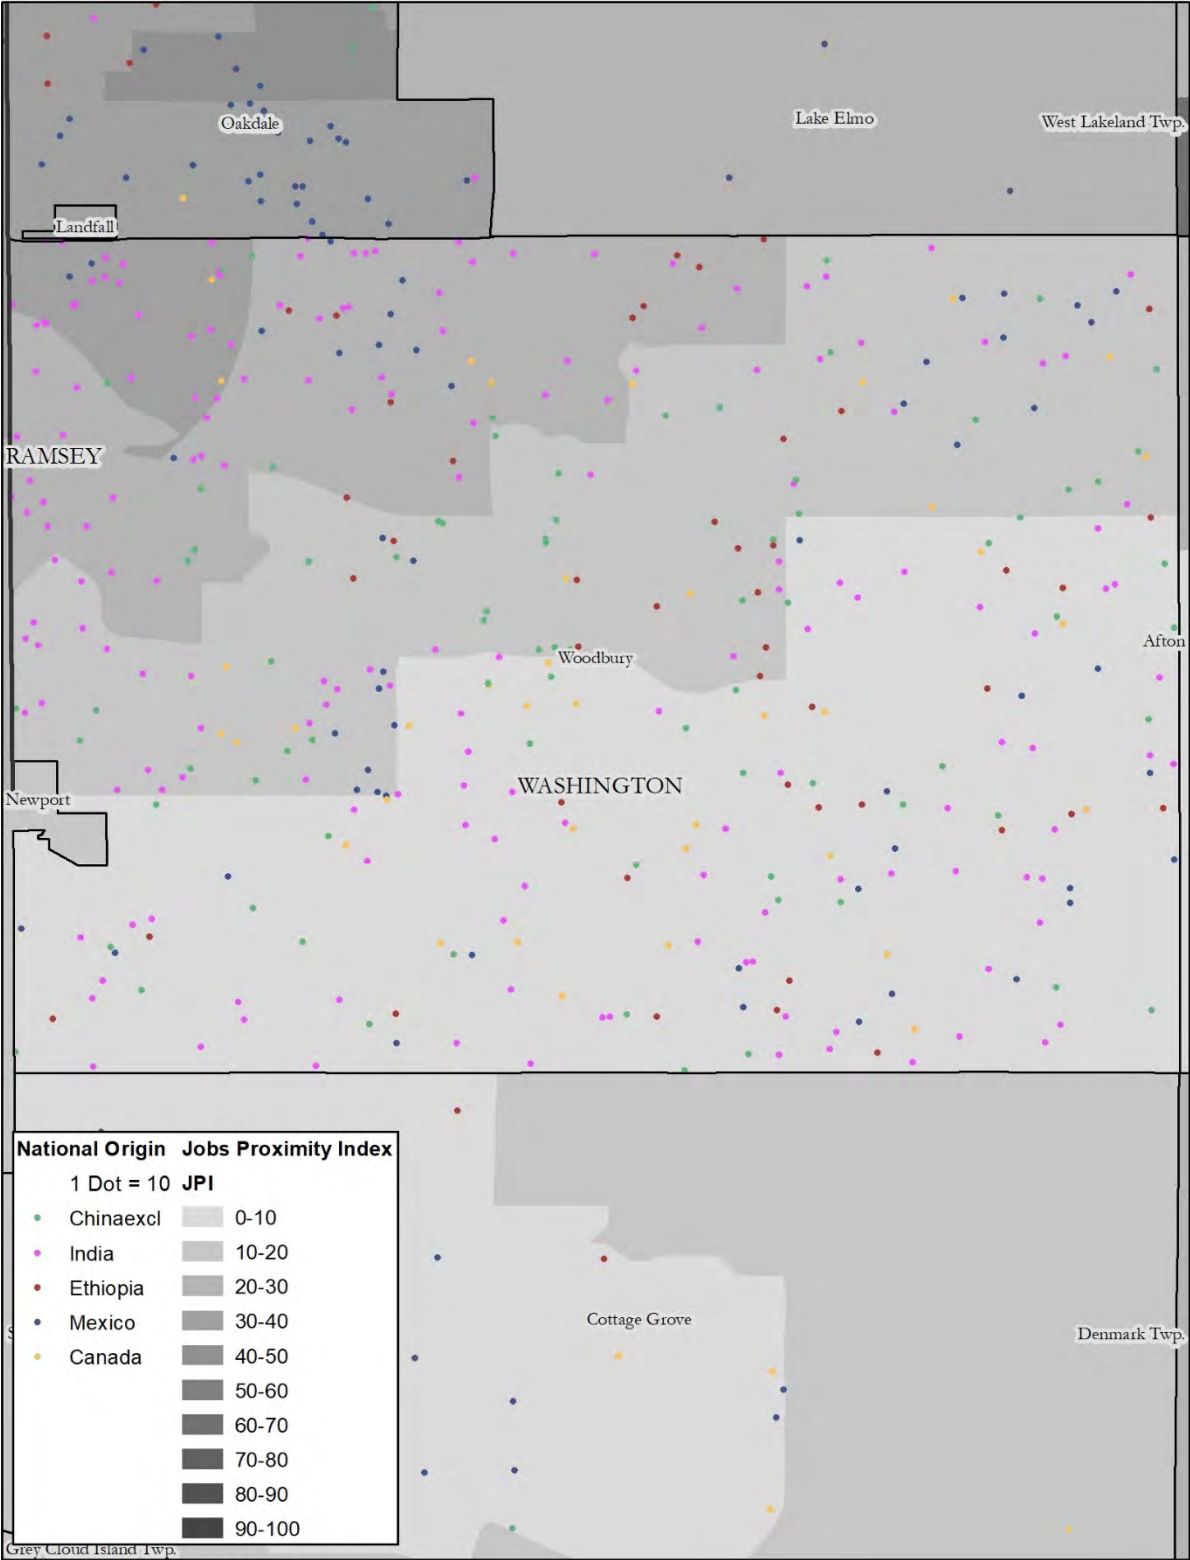 Oakdale
Lake Elmo
West Lakeland Twp.
Landfall
RAMSEY
Afton
Woodbury
WASHINGTON
Newport
National Origin Jobs Proximity Index
1 Dot = 10 JPI
Chinaexcl 0-10
India 10-20
Ethiopia 20-30
Mexico 30-40
Canada 40-50
50-60
60-70
70-80
80-90
90-100
Cottage Grove
Denmark Twp.
Grey Cloud Island Twp.